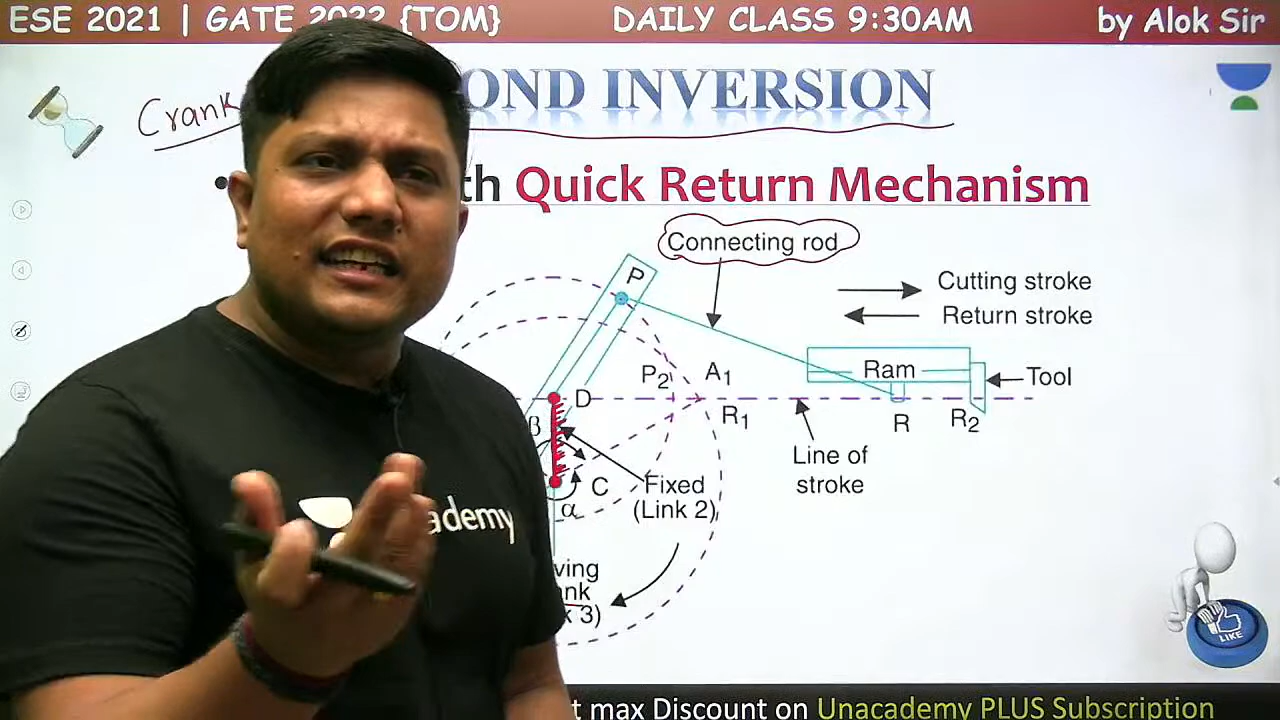 ESE 2021 | GATE 2022 {TOM} DAILY CLASS 9:30AM by Alok Sir
Crank OND INVERSION
• th Quick Return Mechanism
Connecting rod
P
Cutting stroke
Return stroke
Ram
P2 A1 Tool
D
R1 R R2
β
Line of
stroke
C Fixed
(Link 2)
α
ving
nk
k 3)
ademy
LIKE
t max Discount on Unacademy PLUS Subscription